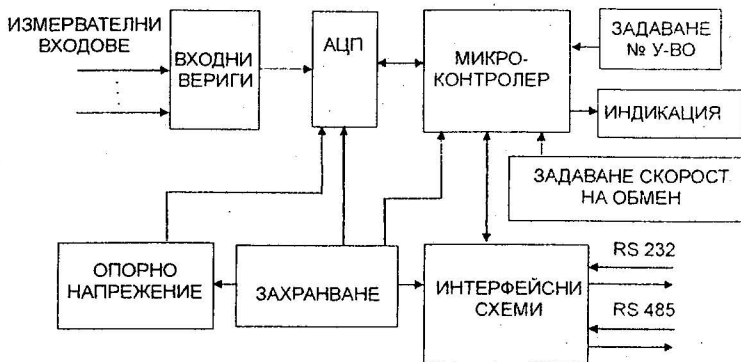 ИЗМЕРВАТЕЛНИ
ВХОДОВЕ
ВХОДНИ
ВЕРИГИ
АЦП
МИКРО-
КОНТРОЛЕР
ЗАДАВАНЕ
№ У-ВО
ИНДИКАЦИЯ
ЗАДАВАНЕ СКОРОСТ
НА ОБМЕН
ОПОРНО
НАПРЕЖЕНИЕ
ЗАХРАНВАНЕ
ИНТЕРФЕЙСНИ
СХЕМИ
RS 232
RS 485